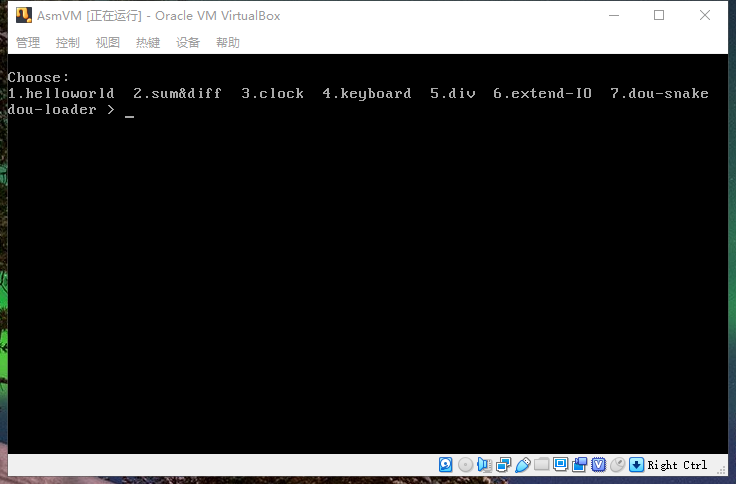 AsmVM [正在运行] - Oracle VM VirtualBox
管理 控制 视图 热键 设备 帮助
Choose:
1.helloworld 2.sum&diff 3.clock 4.keyboard 5.div 6.extend-IO 7.dou-snake
dou-loader > _
Right Ctrl